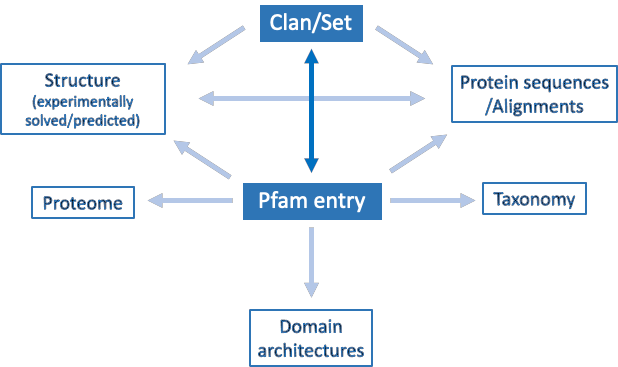 Clan/Set
Structure
(experimentally
solved/predicted)
Protein sequences
/Alignments
Proteome
Pfam entry
Taxonomy
Domain
architectures